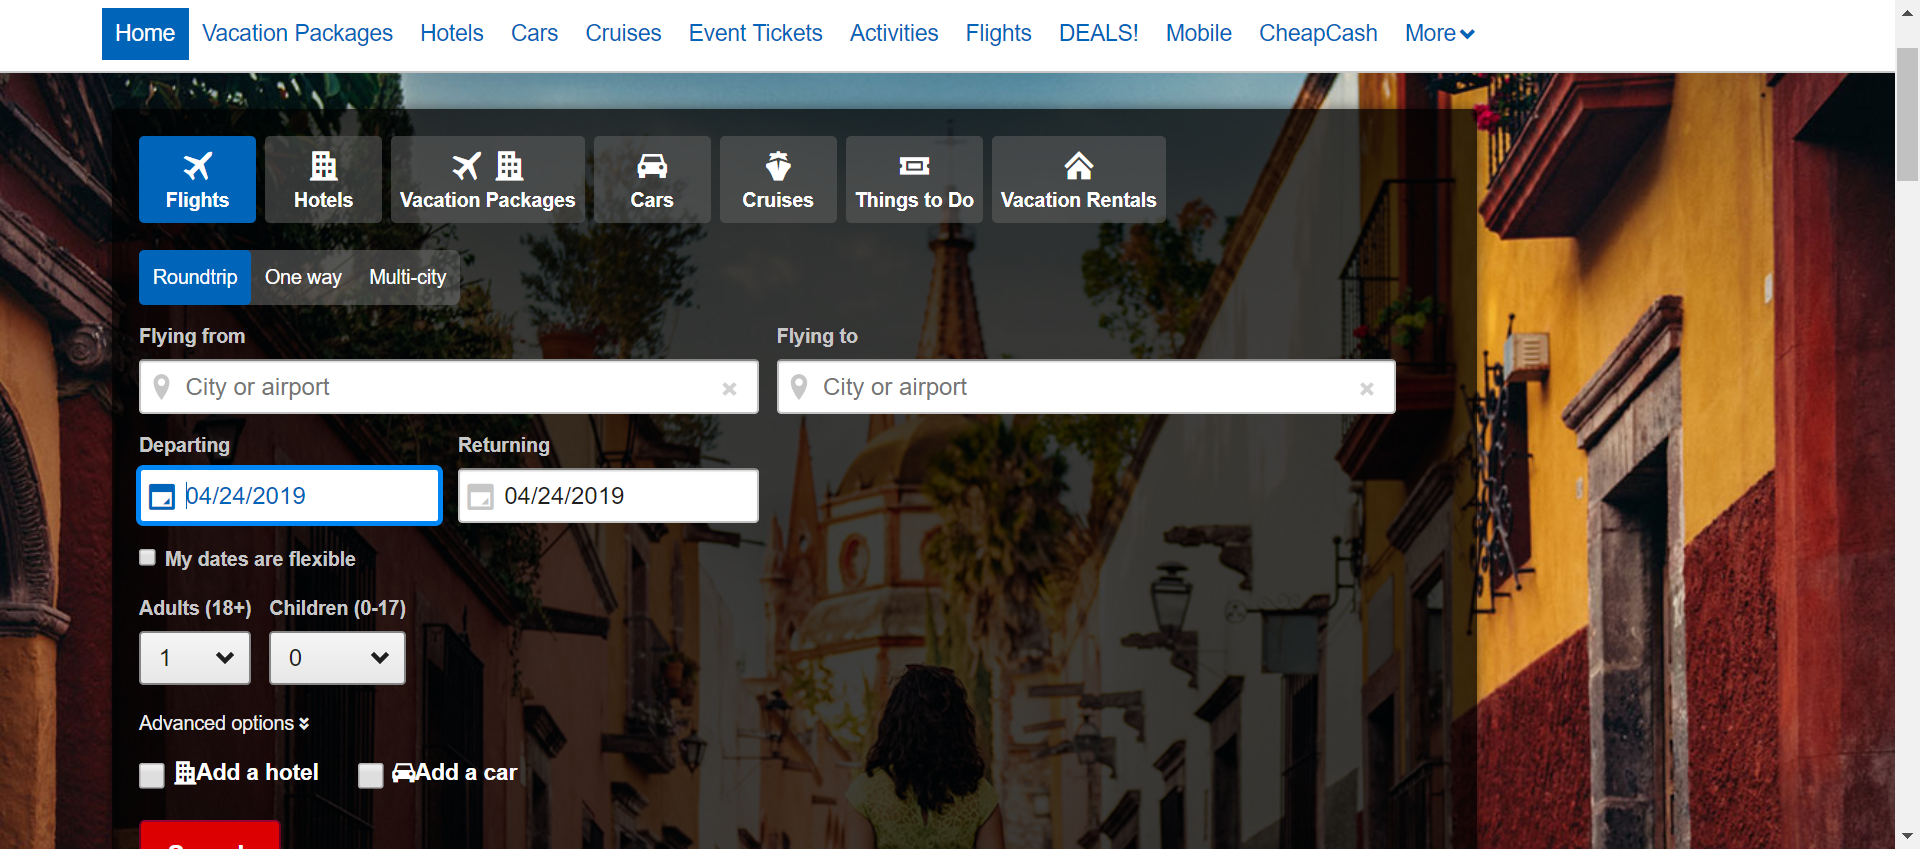 Home Vacation Packages Hotels Cars Cruises Event Tickets Activities Flights DEALS! Mobile CheapCash More
Flights Hotels Vacation Packages Cars Cruises Things to Do Vacation Rentals
Roundtrip One way Multi-city
Flying from Flying to
City or airport City or airport
Departing Returning
04/24/2019 04/24/2019
My dates are flexible
Adults (18+) Children (0-17)
1 0
Advanced options
Add a hotel Add a car